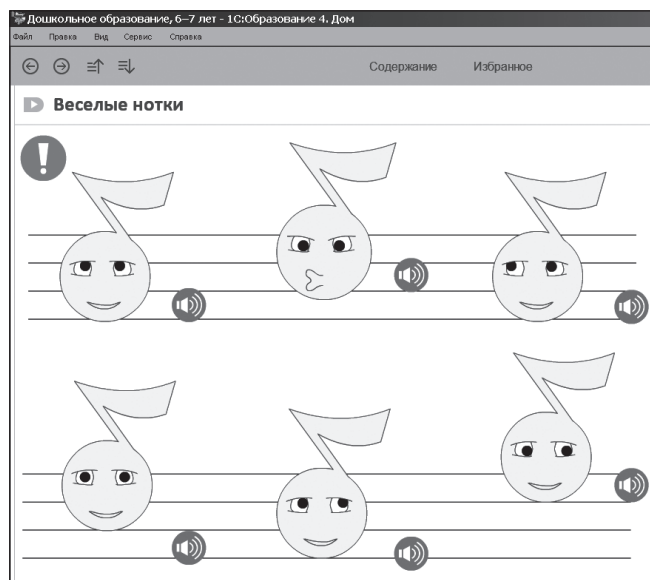 Дошкольное образование, 6–7 лет - 1С:Образование 4. Дом
Файл Правка Вид Сервис Справка
Содержание Избранное
Веселые нотки
!